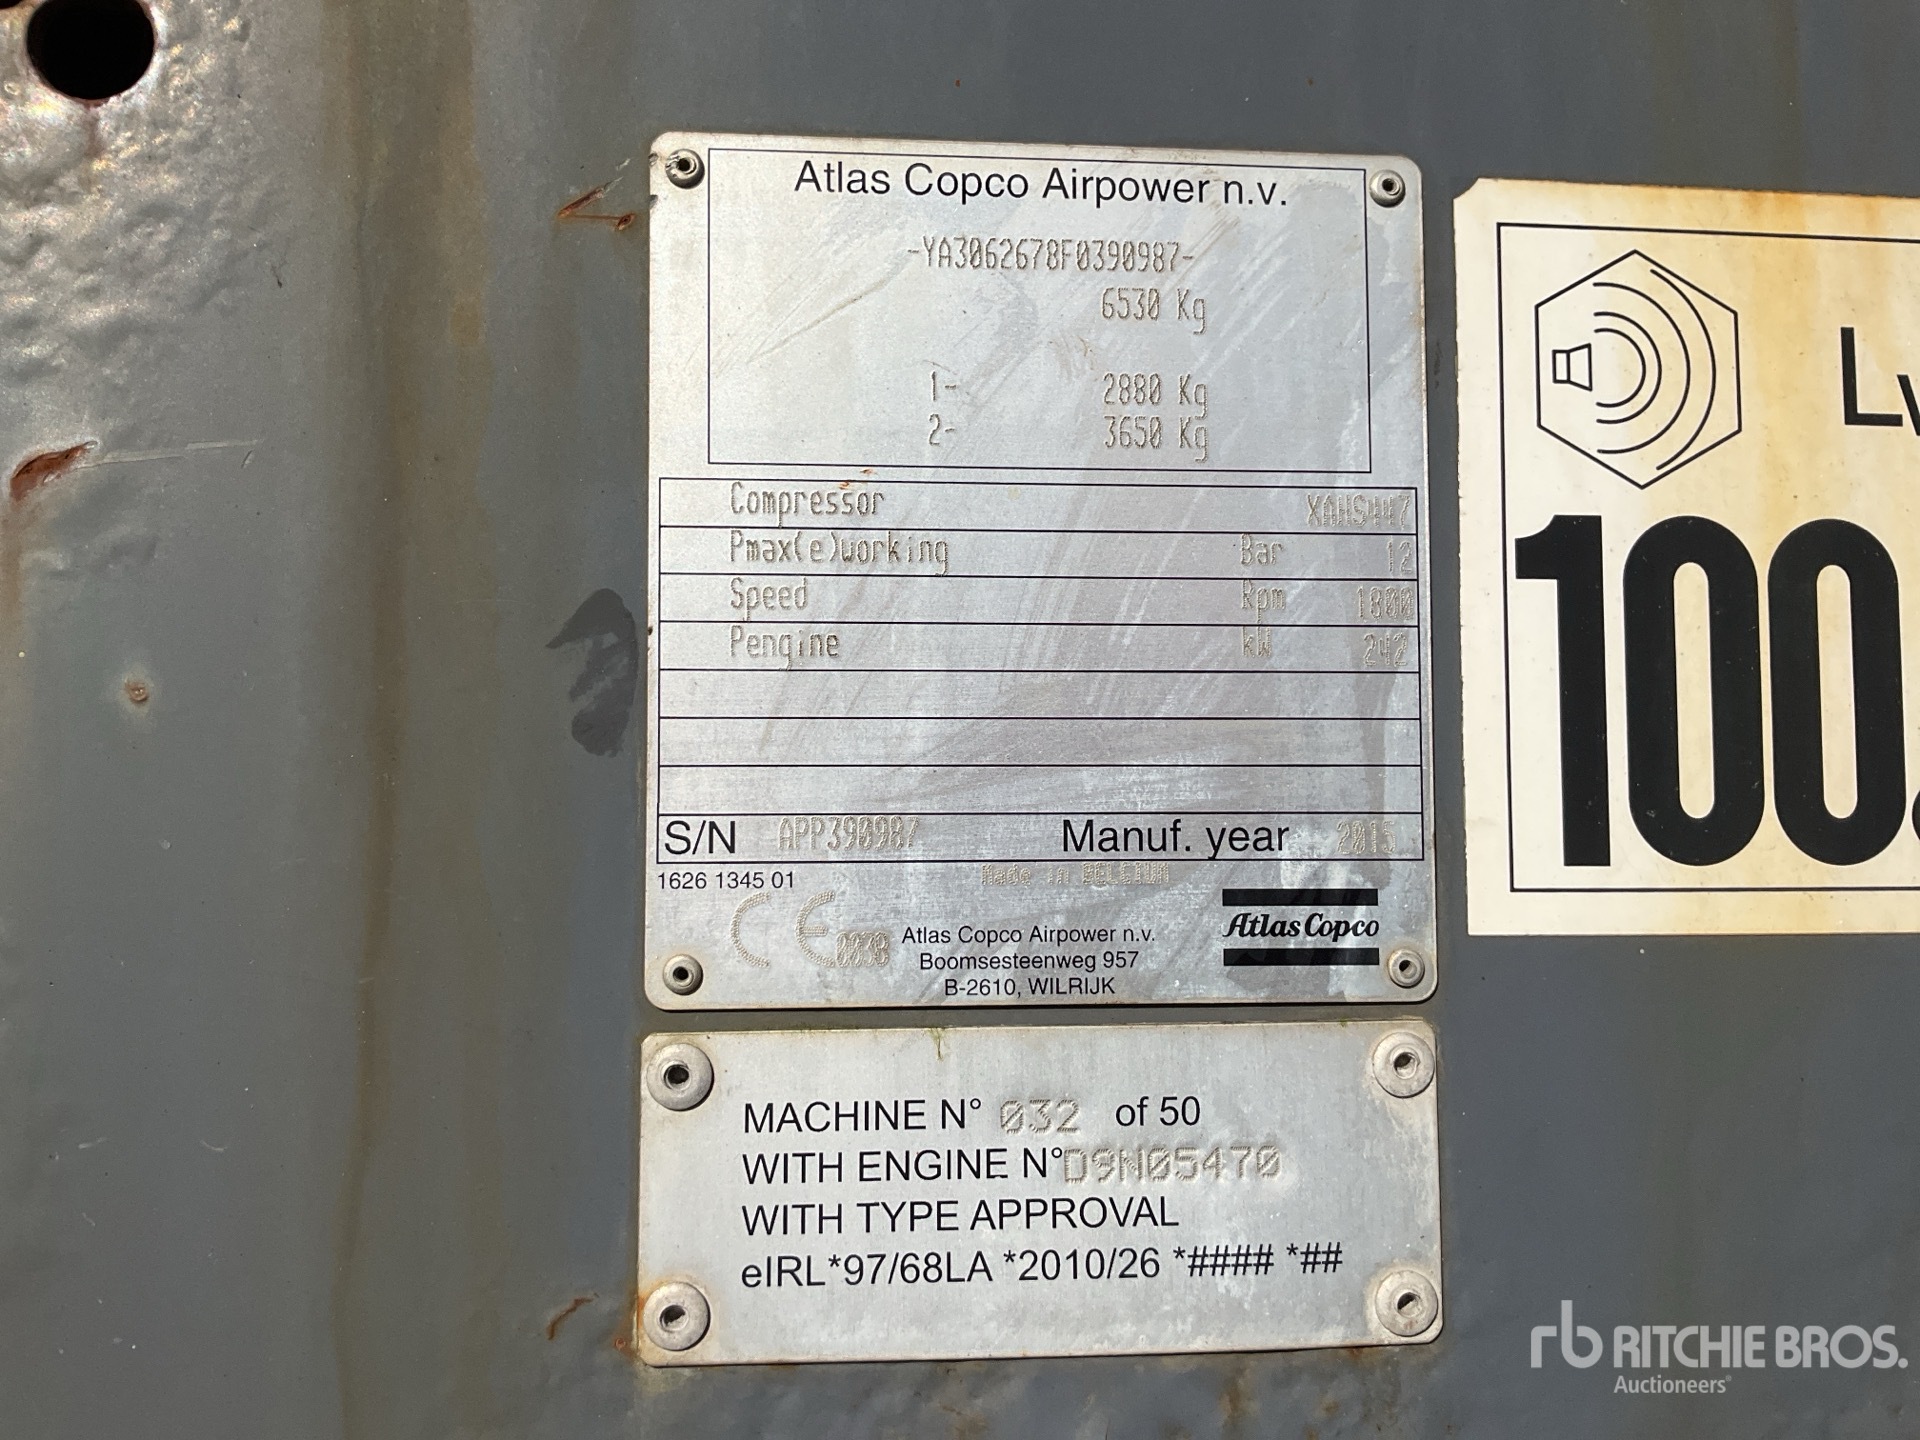 Atlas Copco Airpower n.v.
-YA3062678F0390987-
6530 Kg
1- 2880 Kg
2- 3650 Kg
Compressor XAHS447
Pmax(e)working Bar 12
Speed Rpm 1800
Pengine kW 242
S/N APP390987 Manuf. year 2015
1626 1345 01 Made in BELGIUM
CE 0038
Atlas Copco Airpower n.v.
Boomsesteenweg 957
B-2610, WILRIJK
Atlas Copco
MACHINE N° 032 of 50
WITH ENGINE N° D9N05470
WITH TYPE APPROVAL
eIRL*97/68LA *2010/26 *#### *##
100
rb RITCHIE BROS.
Auctioneers